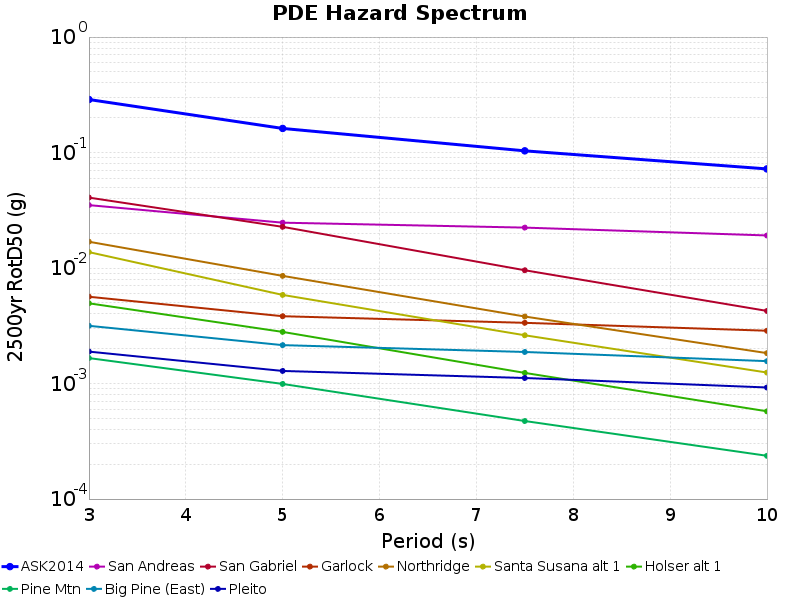 PDE Hazard Spectrum
10^0
10^-1
10^-2
10^-3
10^-4
2500yr RotD50 (g)
3 4 5 6 7 8 9 10
Period (s)
ASK2014 San Andreas San Gabriel Garlock Northridge Santa Susana alt 1 Holser alt 1
Pine Mtn Big Pine (East) Pleito